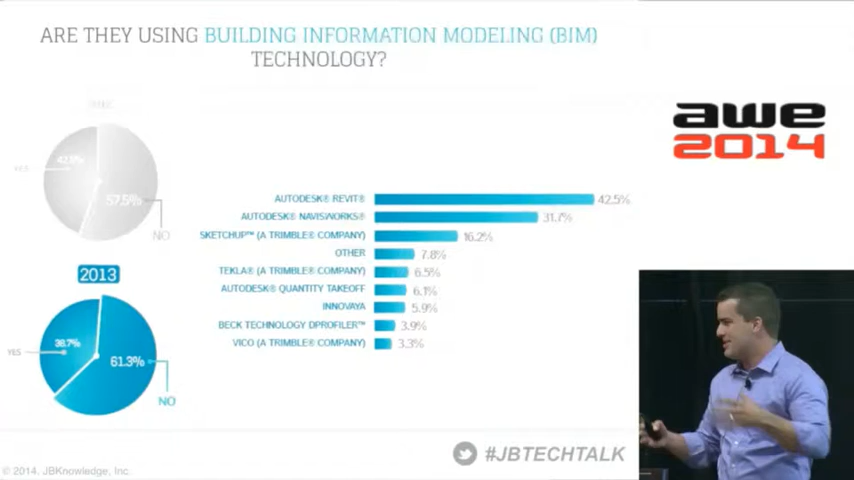 ARE THEY USING BUILDING INFORMATION MODELING (BIM)
TECHNOLOGY?
awe
2014
YES
42.5%
57.5%
NO
2013
YES
38.7%
61.3%
NO
AUTODESK® REVIT® 42.5%
AUTODESK® NAVISWORKS® 31.7%
SKETCHUP™ (A TRIMBLE® COMPANY) 16.2%
OTHER 7.8%
TEKLA® (A TRIMBLE® COMPANY) 6.5%
AUTODESK® QUANTITY TAKEOFF 6.1%
INNOVAYA 5.9%
BECK TECHNOLOGY DPROFILER™ 3.9%
VICO (A TRIMBLE® COMPANY) 3.3%
#JBTECHTALK
© 2014, JBKnowledge, Inc.